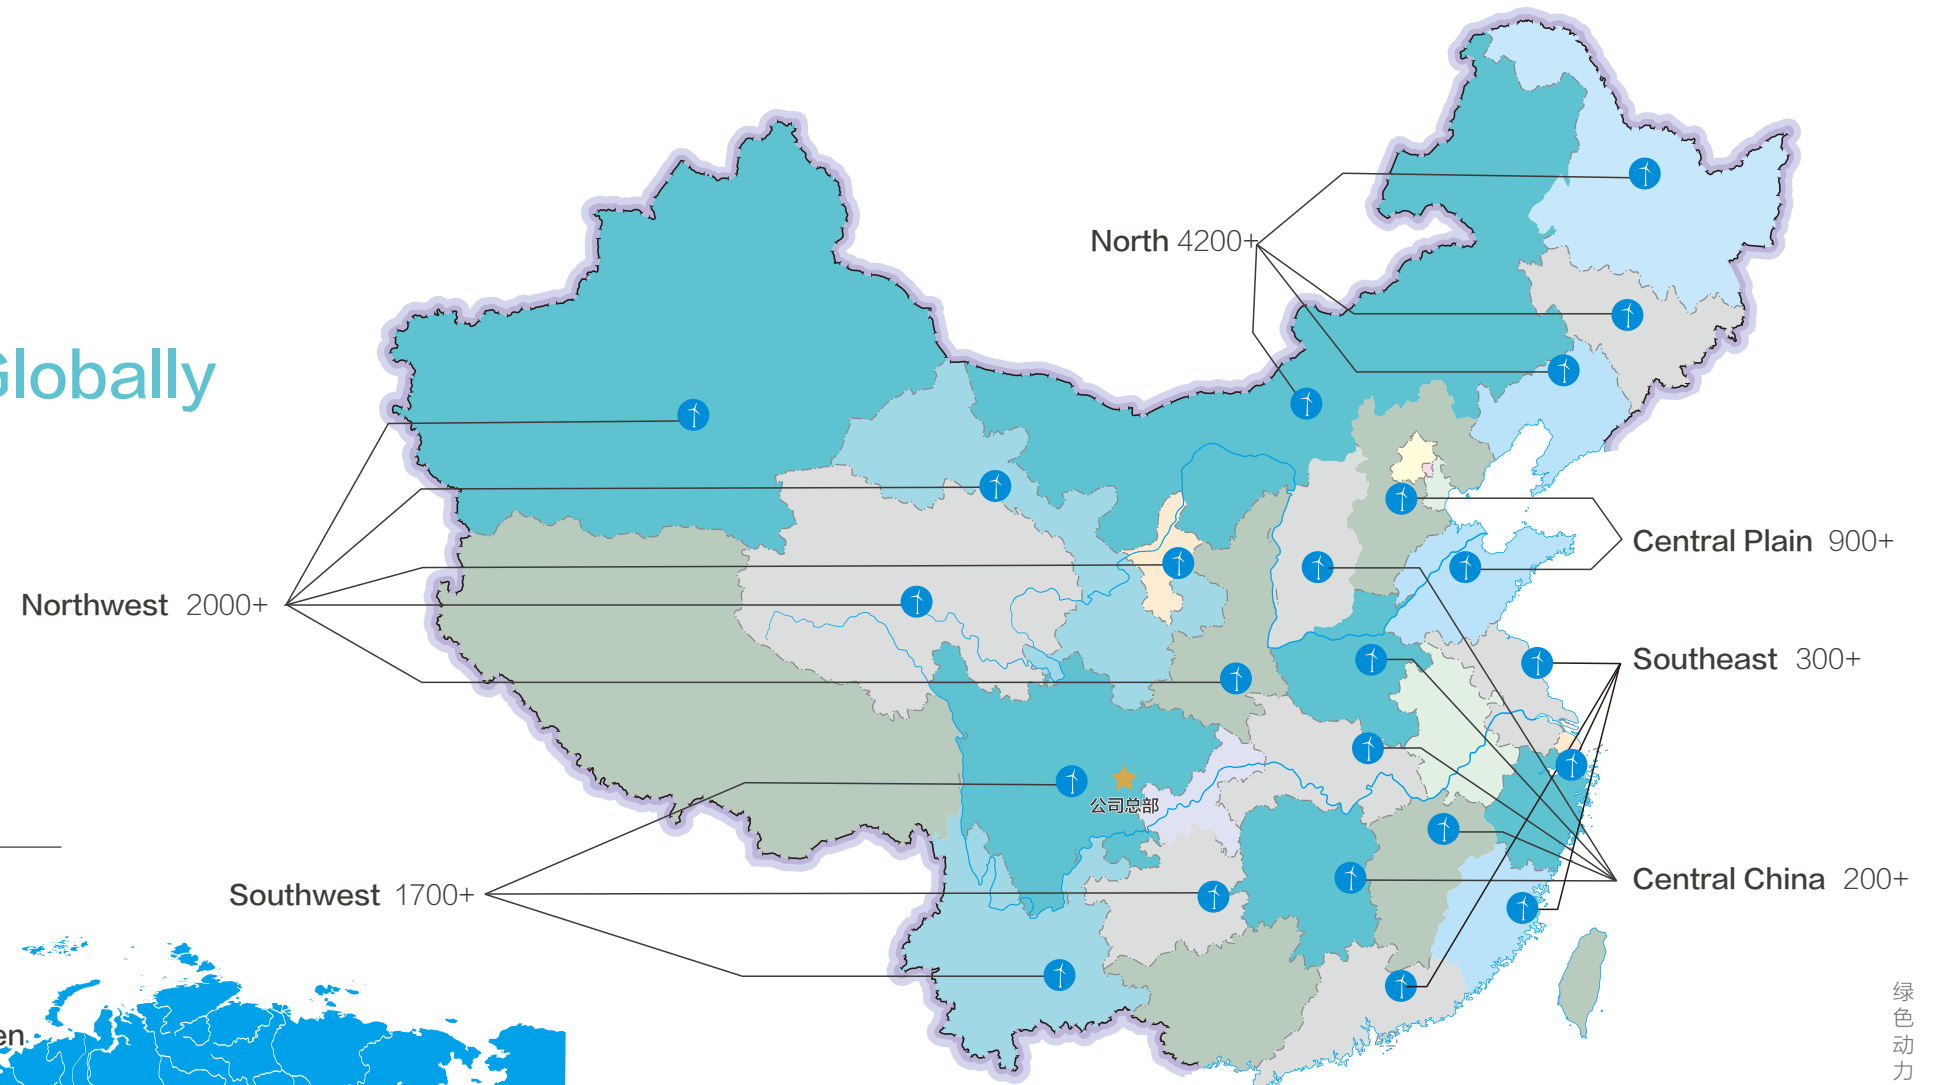 North 4200+
Globally
Central Plain 900+
Northwest 2000+
Southeast 300+
公司总部
Central China 200+
Southwest 1700+
en
绿色动力